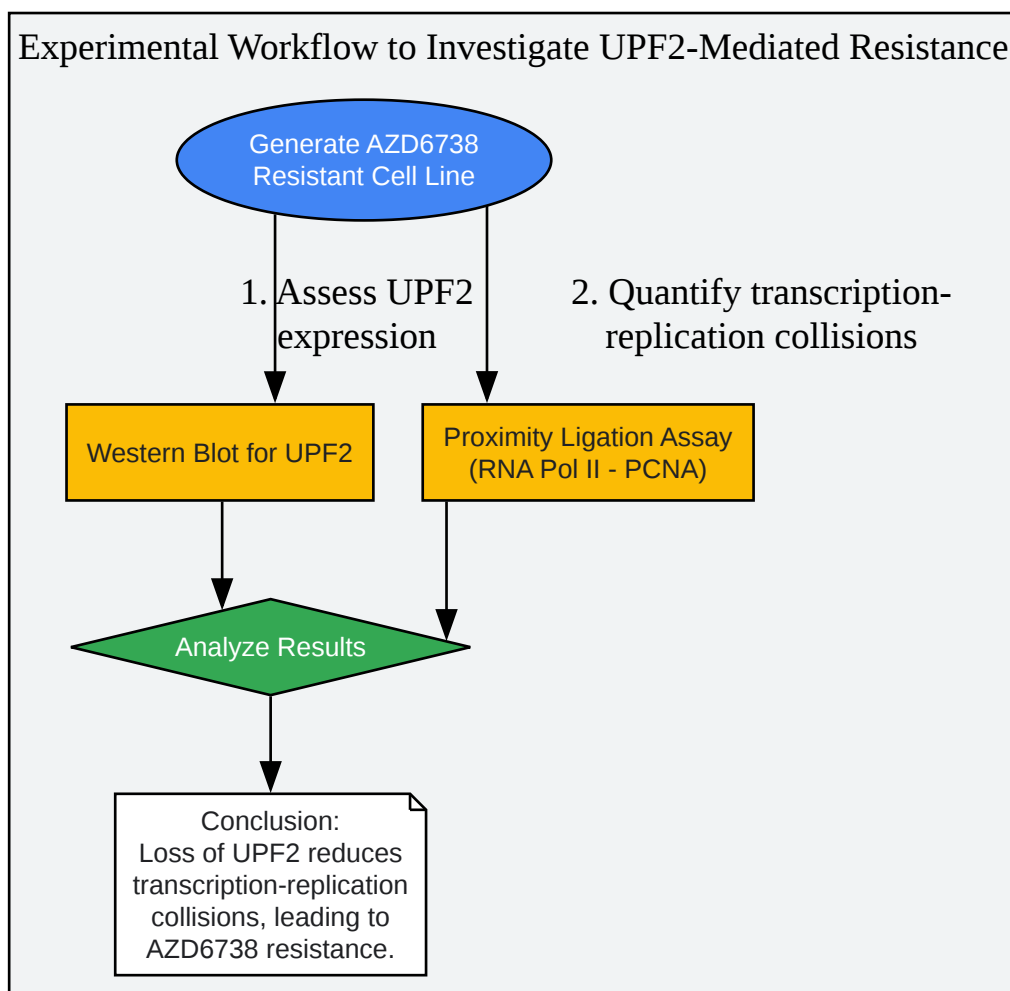 Experimental Workflow to Investigate UPF2-Mediated Resistance
Generate AZD6738
Resistant Cell Line
1. Assess UPF2
expression
2. Quantify transcription-
replication collisions
Western Blot for UPF2
Proximity Ligation Assay
(RNA Pol II - PCNA)
Analyze Results
Conclusion:
Loss of UPF2 reduces
transcription-replication
collisions, leading to
AZD6738 resistance.